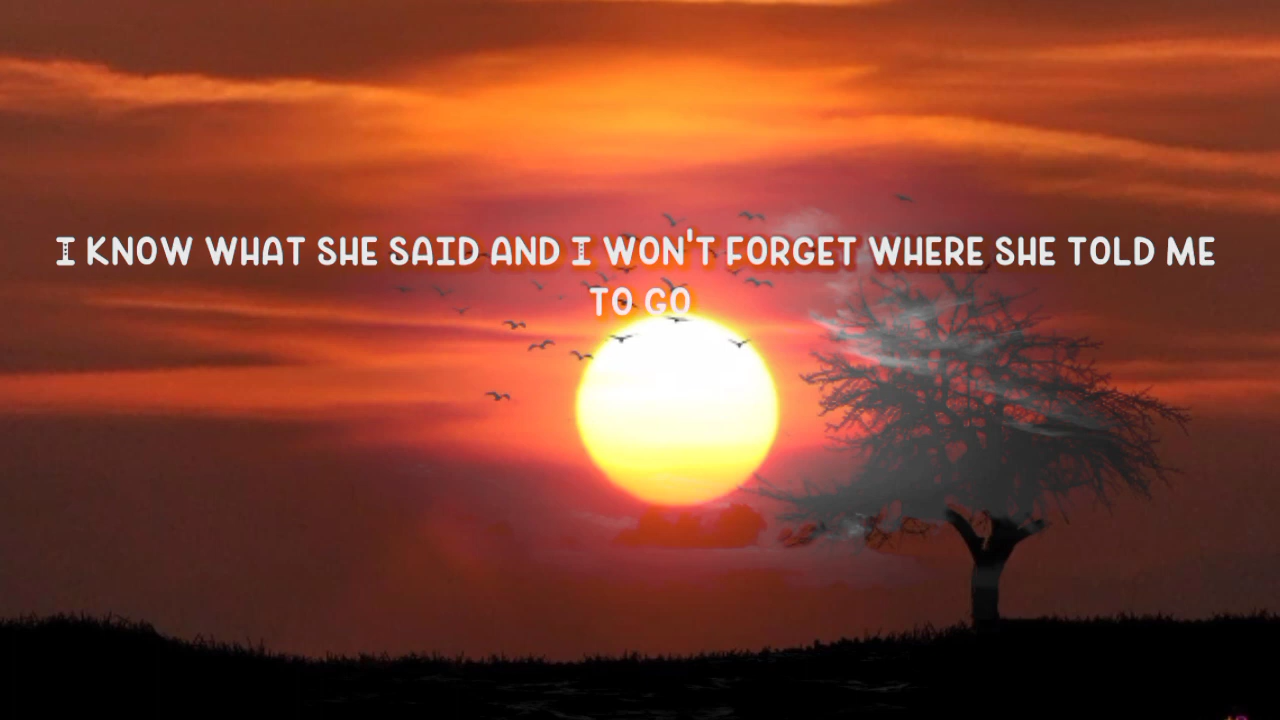 I KNOW WHAT SHE SAID AND I WON'T FORGET WHERE SHE TOLD ME
TO GO